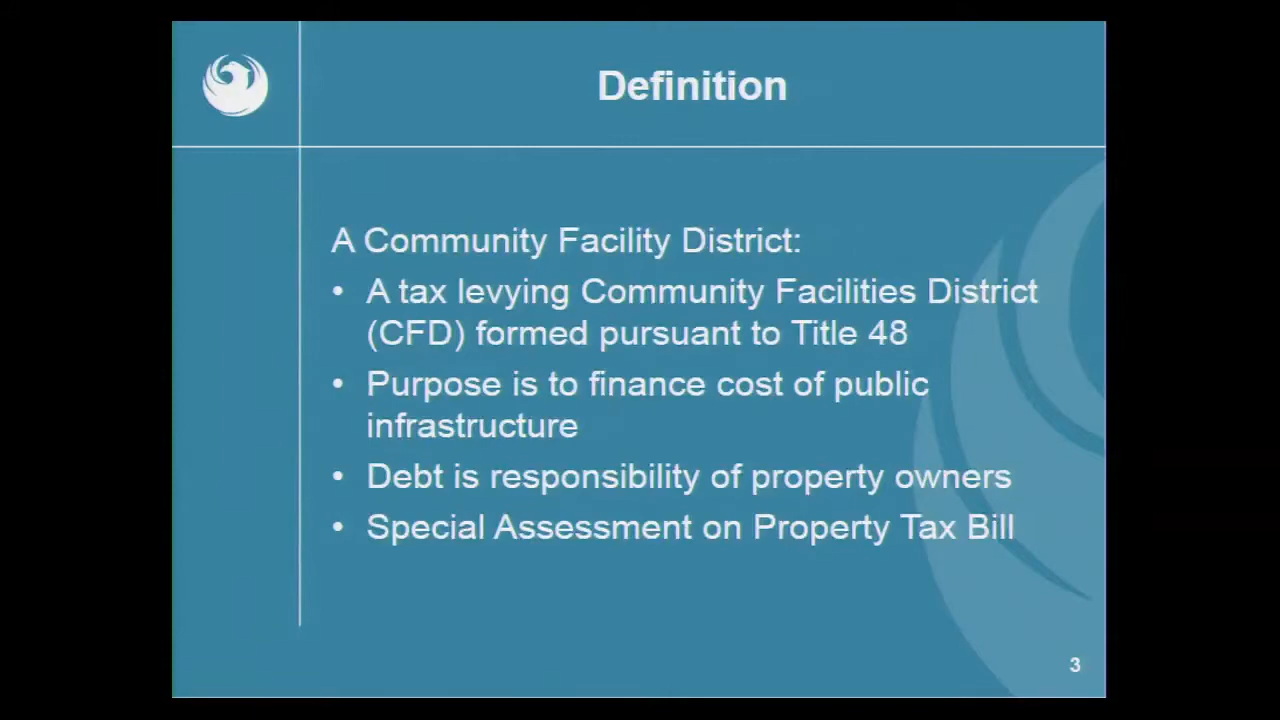 Definition
A Community Facility District:
• A tax levying Community Facilities District
(CFD) formed pursuant to Title 48
• Purpose is to finance cost of public
infrastructure
• Debt is responsibility of property owners
• Special Assessment on Property Tax Bill
3